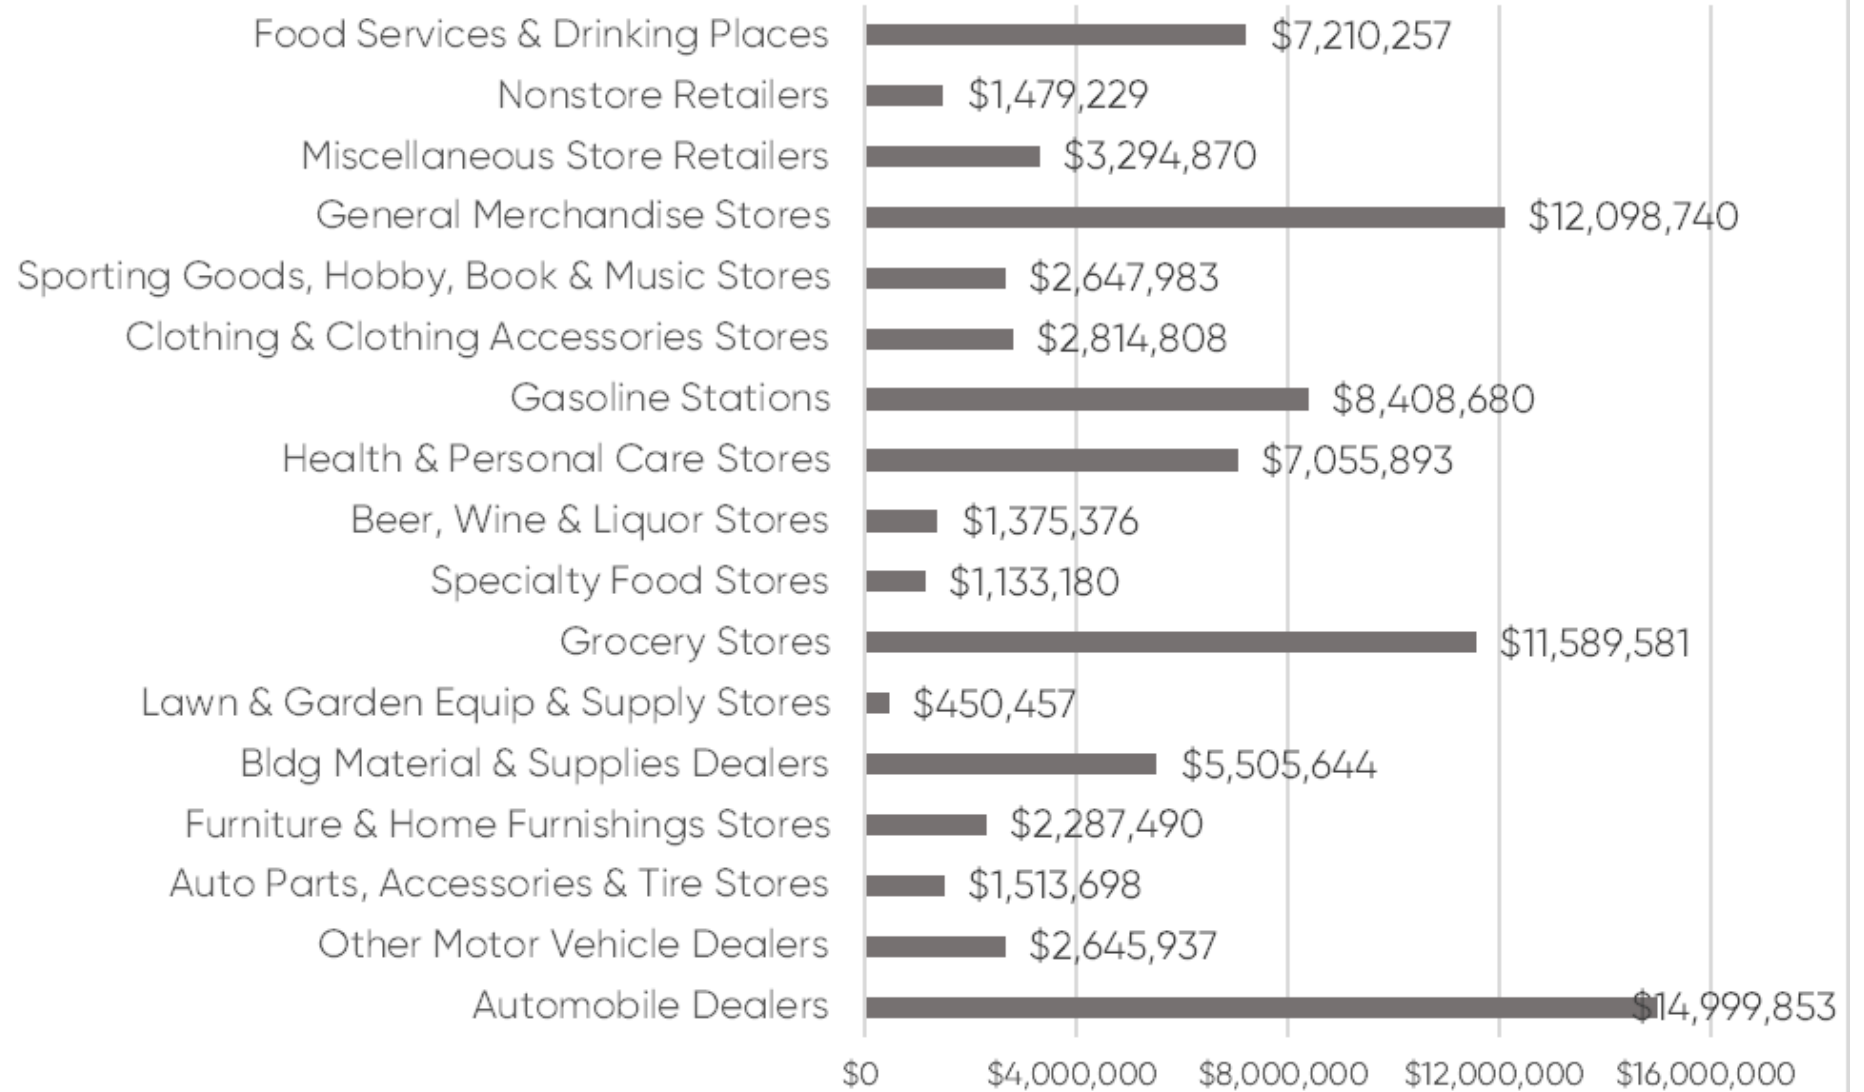 Food Services & Drinking Places $7,210,257
Nonstore Retailers $1,479,229
Miscellaneous Store Retailers $3,294,870
General Merchandise Stores $12,098,740
Sporting Goods, Hobby, Book & Music Stores $2,647,983
Clothing & Clothing Accessories Stores $2,814,808
Gasoline Stations $8,408,680
Health & Personal Care Stores $7,055,893
Beer, Wine & Liquor Stores $1,375,376
Specialty Food Stores $1,133,180
Grocery Stores $11,589,581
Lawn & Garden Equip & Supply Stores $450,457
Bldg Material & Supplies Dealers $5,505,644
Furniture & Home Furnishings Stores $2,287,490
Auto Parts, Accessories & Tire Stores $1,513,698
Other Motor Vehicle Dealers $2,645,937
Automobile Dealers $14,999,853
$0 $4,000,000 $8,000,000 $12,000,000 $16,000,000